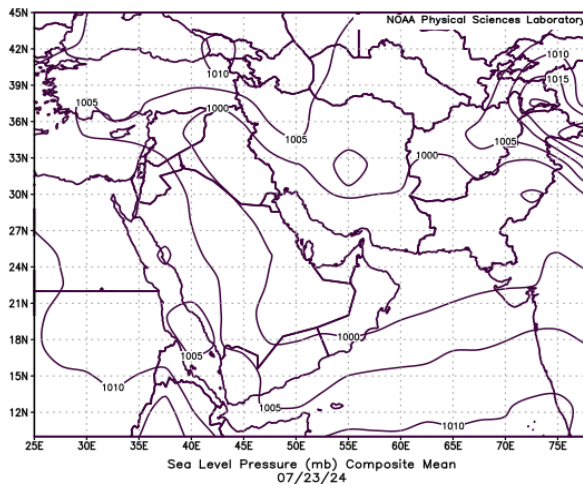 NOAA Physical Sciences Laboratory
45N
42N
39N
36N
33N
30N
27N
24N
21N
18N
15N
12N
1010
1010
1015
1005
1000
1005
1005
1000
1000
1005
1010
1005
1010
25E 30E 35E 40E 45E 50E 55E 60E 65E 70E 75E
Sea Level Pressure (mb) Composite Mean
07/23/24